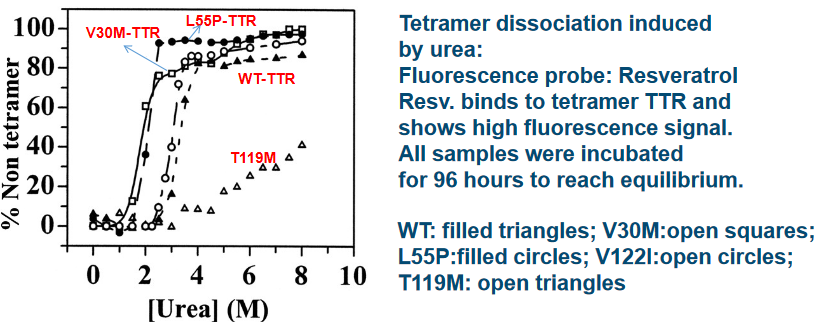 L55P-TTR
V30M-TTR
WT-TTR
T119M
% Non tetramer
100
80
60
40
20
0
0 2 4 6 8 10
[Urea] (M)
Tetramer dissociation induced
by urea:
Fluorescence probe: Resveratrol
Resv. binds to tetramer TTR and
shows high fluorescence signal.
All samples were incubated
for 96 hours to reach equilibrium.
WT: filled triangles; V30M:open squares;
L55P:filled circles; V122I:open circles;
T119M: open triangles